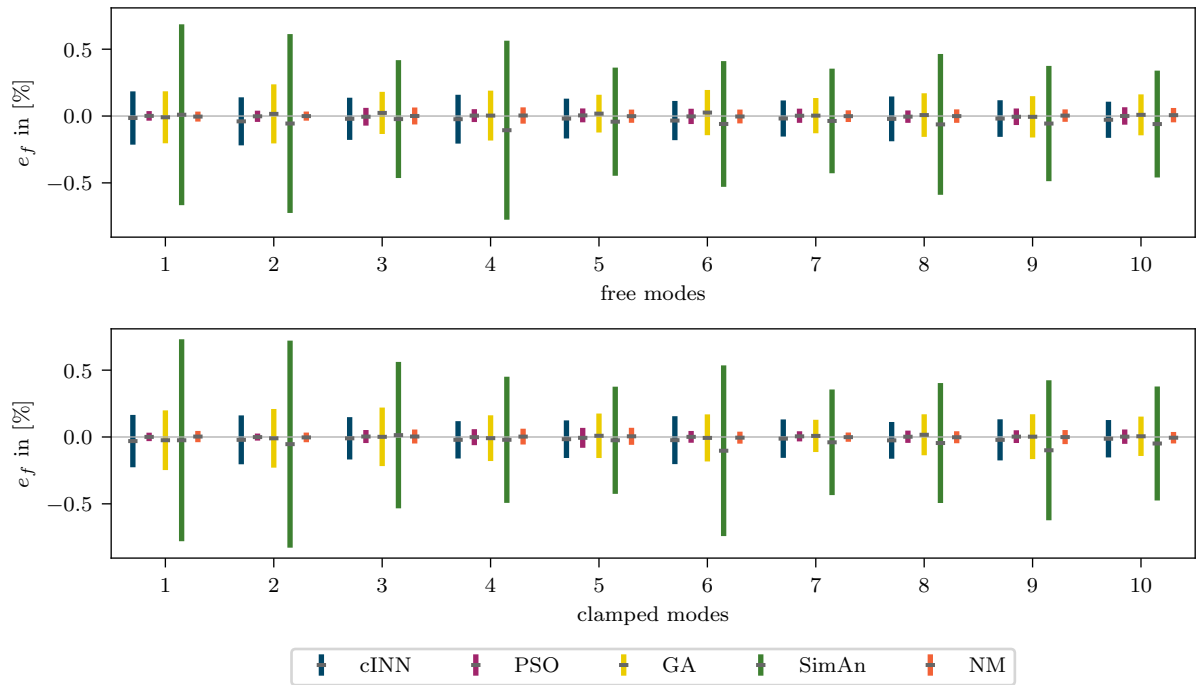 0.5
0.0
−0.5
e_f in [%]
1 2 3 4 5 6 7 8 9 10
free modes
0.5
0.0
−0.5
e_f in [%]
1 2 3 4 5 6 7 8 9 10
clamped modes
cINN PSO GA SimAn NM